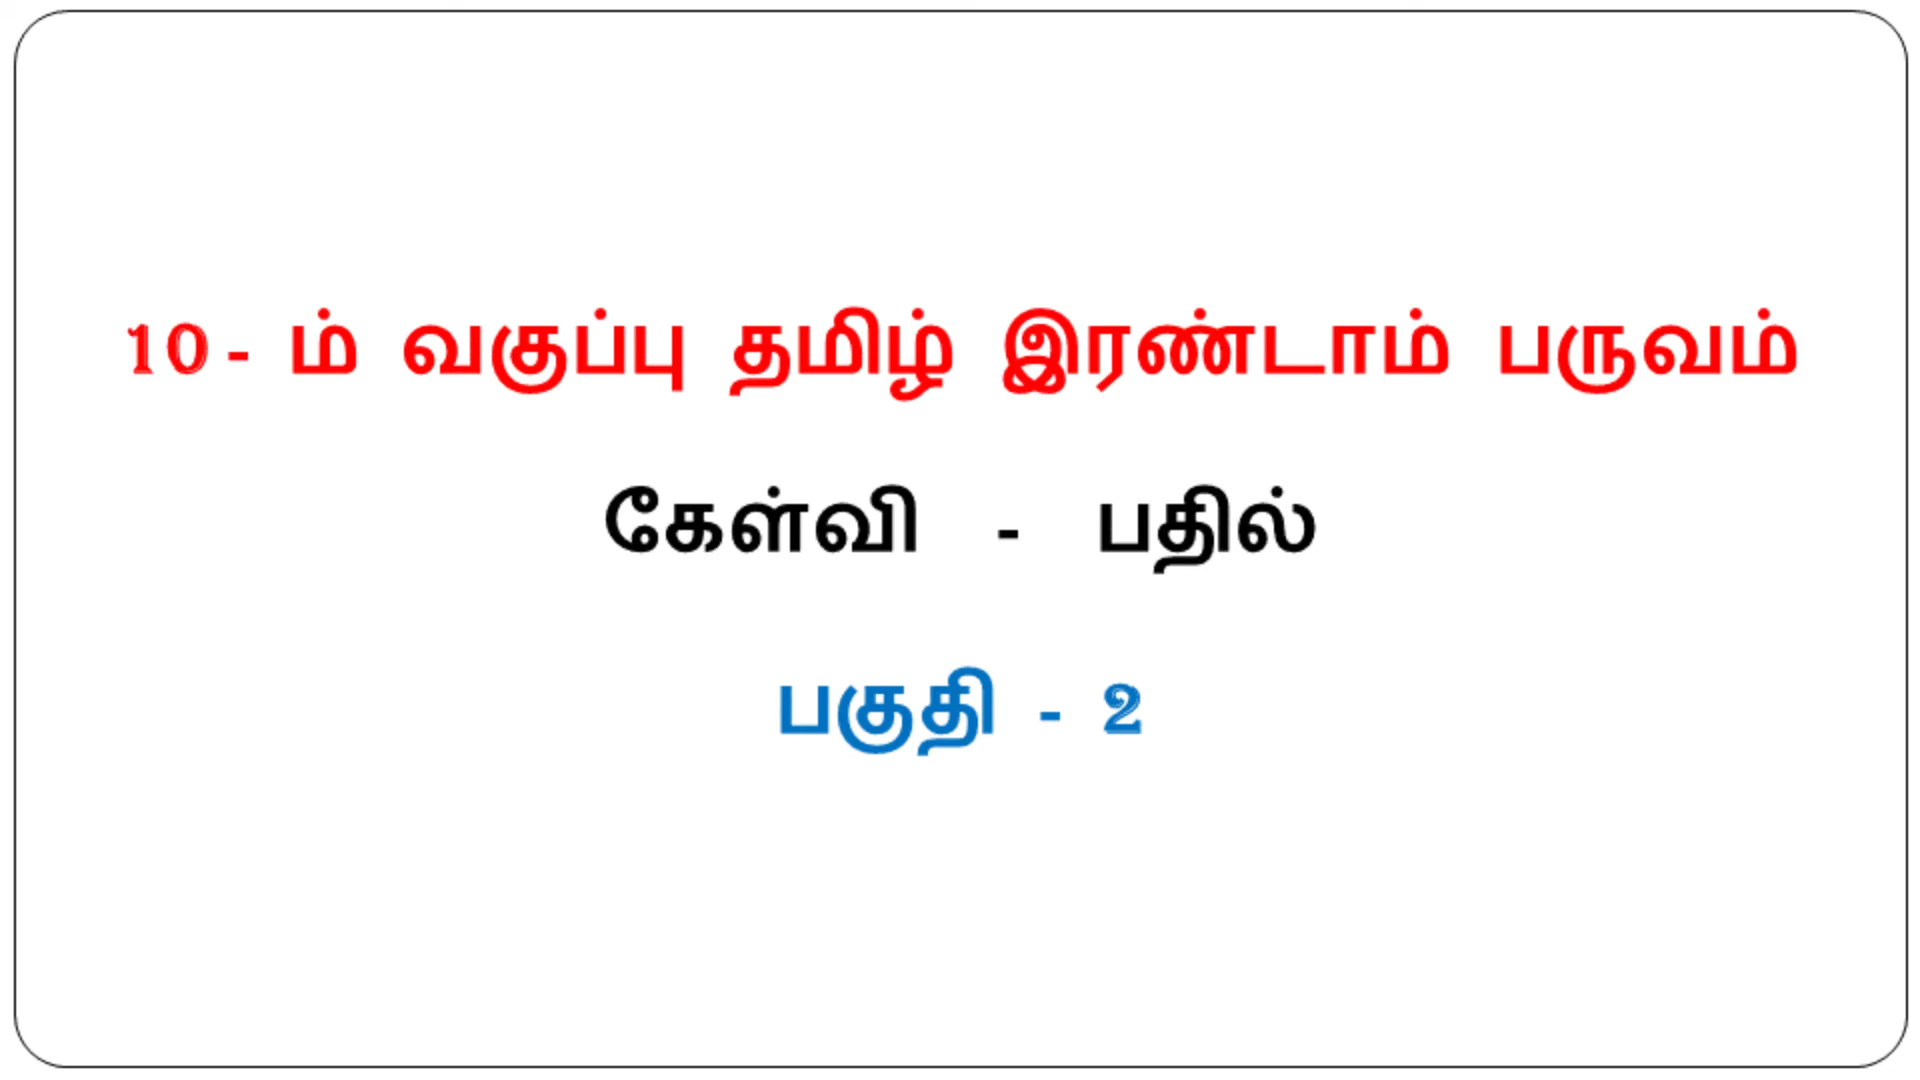 10- ம் வகுப்பு தமிழ் இரண்டாம் பருவம்
கேள்வி - பதில்
பகுதி - 2